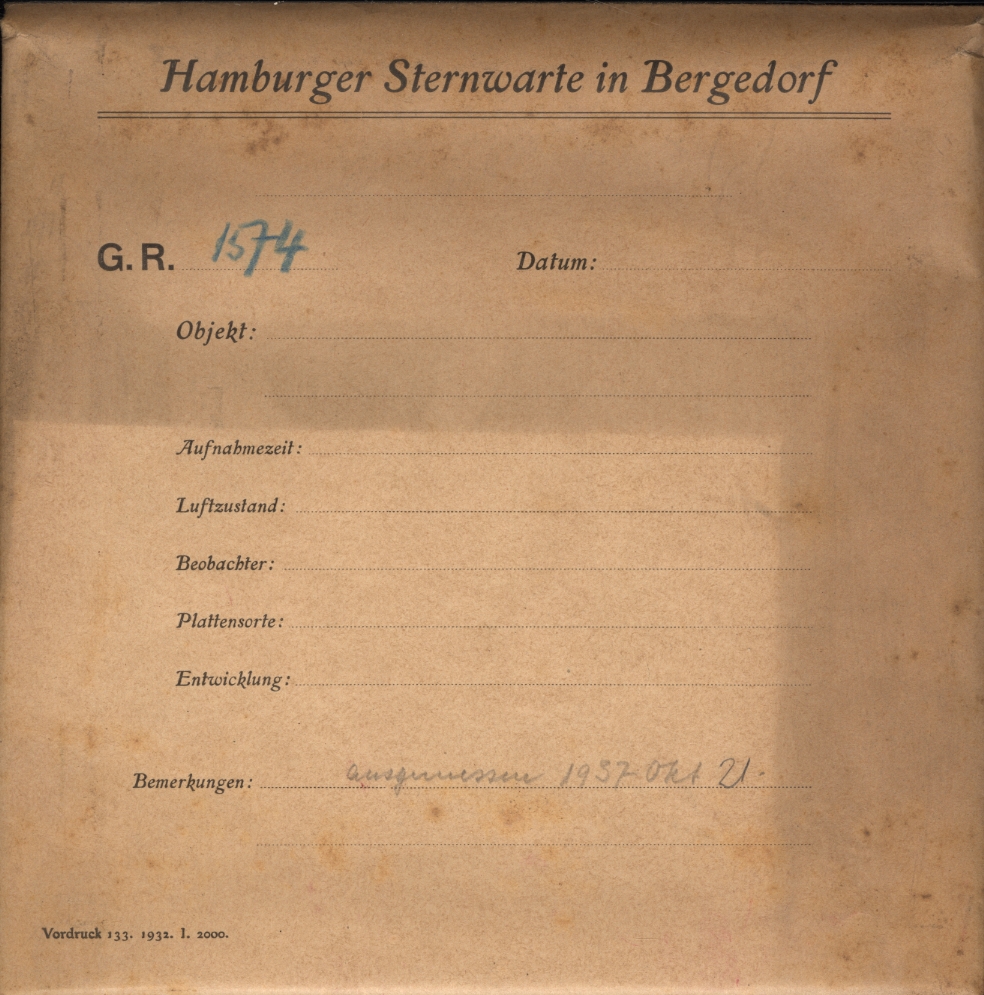 Hamburger Sternwarte in Bergedorf
G. R. 1574 Datum:
Objekt:
Aufnahmezeit:
Luftzustand:
Beobachter:
Plattensorte:
Entwicklung:
Bemerkungen: ausgemessen 1937 Okt 21.
Vordruck 133. 1932. I. 2000.